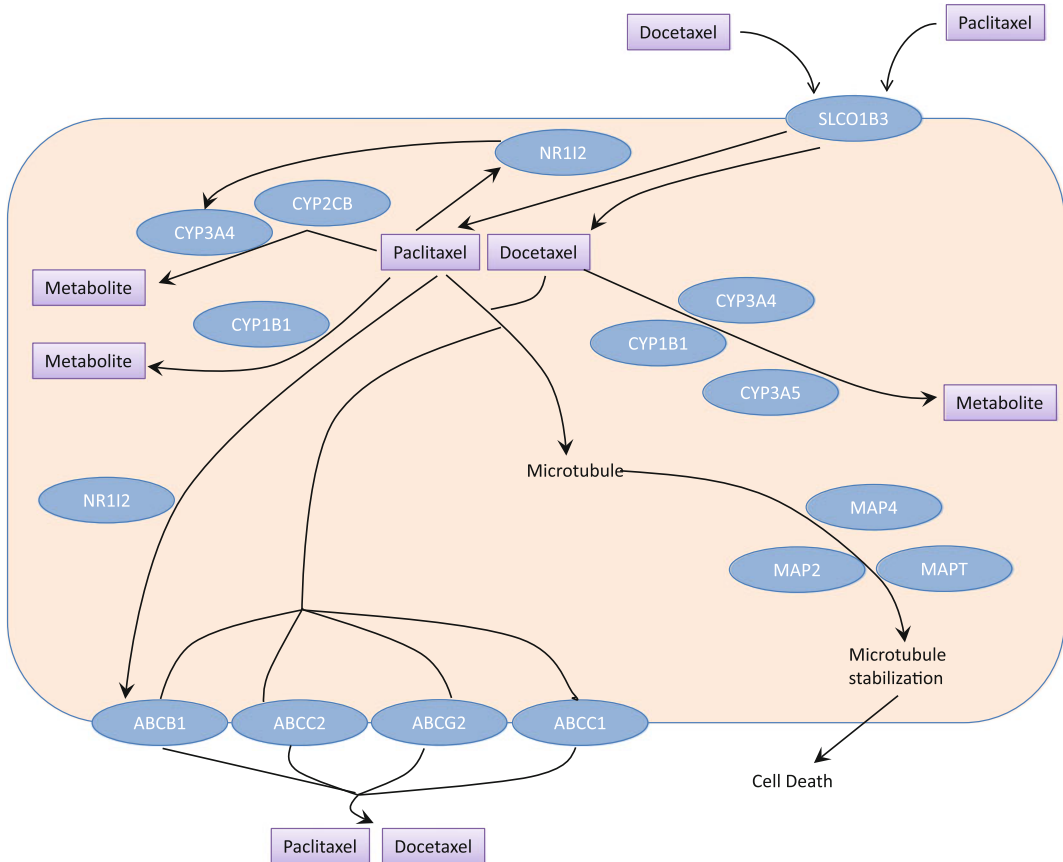 Docetaxel
Paclitaxel
SLCO1B3
NR1I2
CYP2CB
CYP3A4
Paclitaxel
Docetaxel
Metabolite
CYP3A4
CYP1B1
CYP1B1
Metabolite
CYP3A5
Metabolite
Microtubule
NR1I2
MAP4
MAP2
MAPT
Microtubule
stabilization
ABCB1
ABCC2
ABCG2
ABCC1
Cell Death
Paclitaxel
Docetaxel